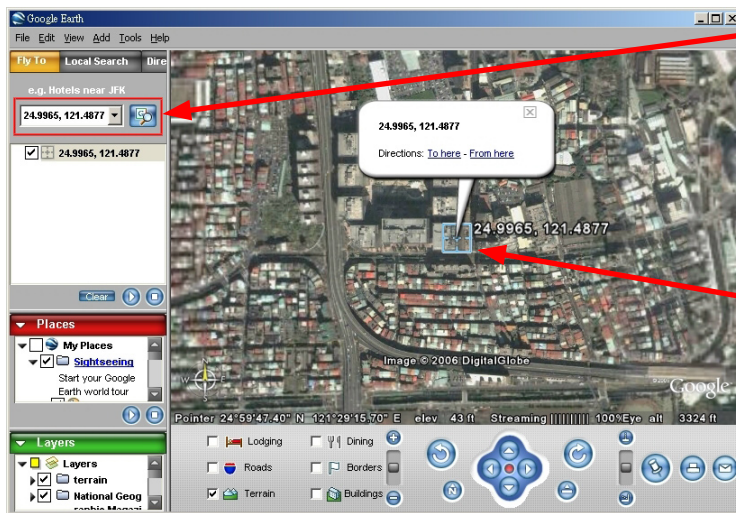 Google Earth
File Edit View Add Tools Help
Fly To Local Search Dire
e.g. Hotels near JFK
24.9965, 121.4877
24.9965, 121.4877
24.9965, 121.4877
Directions: To here - From here
24.9965, 121.4877
Clear
Places
My Places
Sightseeing
Start your Google
Earth world tour
Layers
Layers
terrain
National Geog
raphic Magazi
Image © 2006 DigitalGlobe
N
W E
Google
Pointer 24°59'47.40" N 121°29'15.70" E elev 43 ft Streaming |||||||||| 100% Eye alt 3324 ft
Lodging Dining
Roads Borders
Terrain Buildings
N